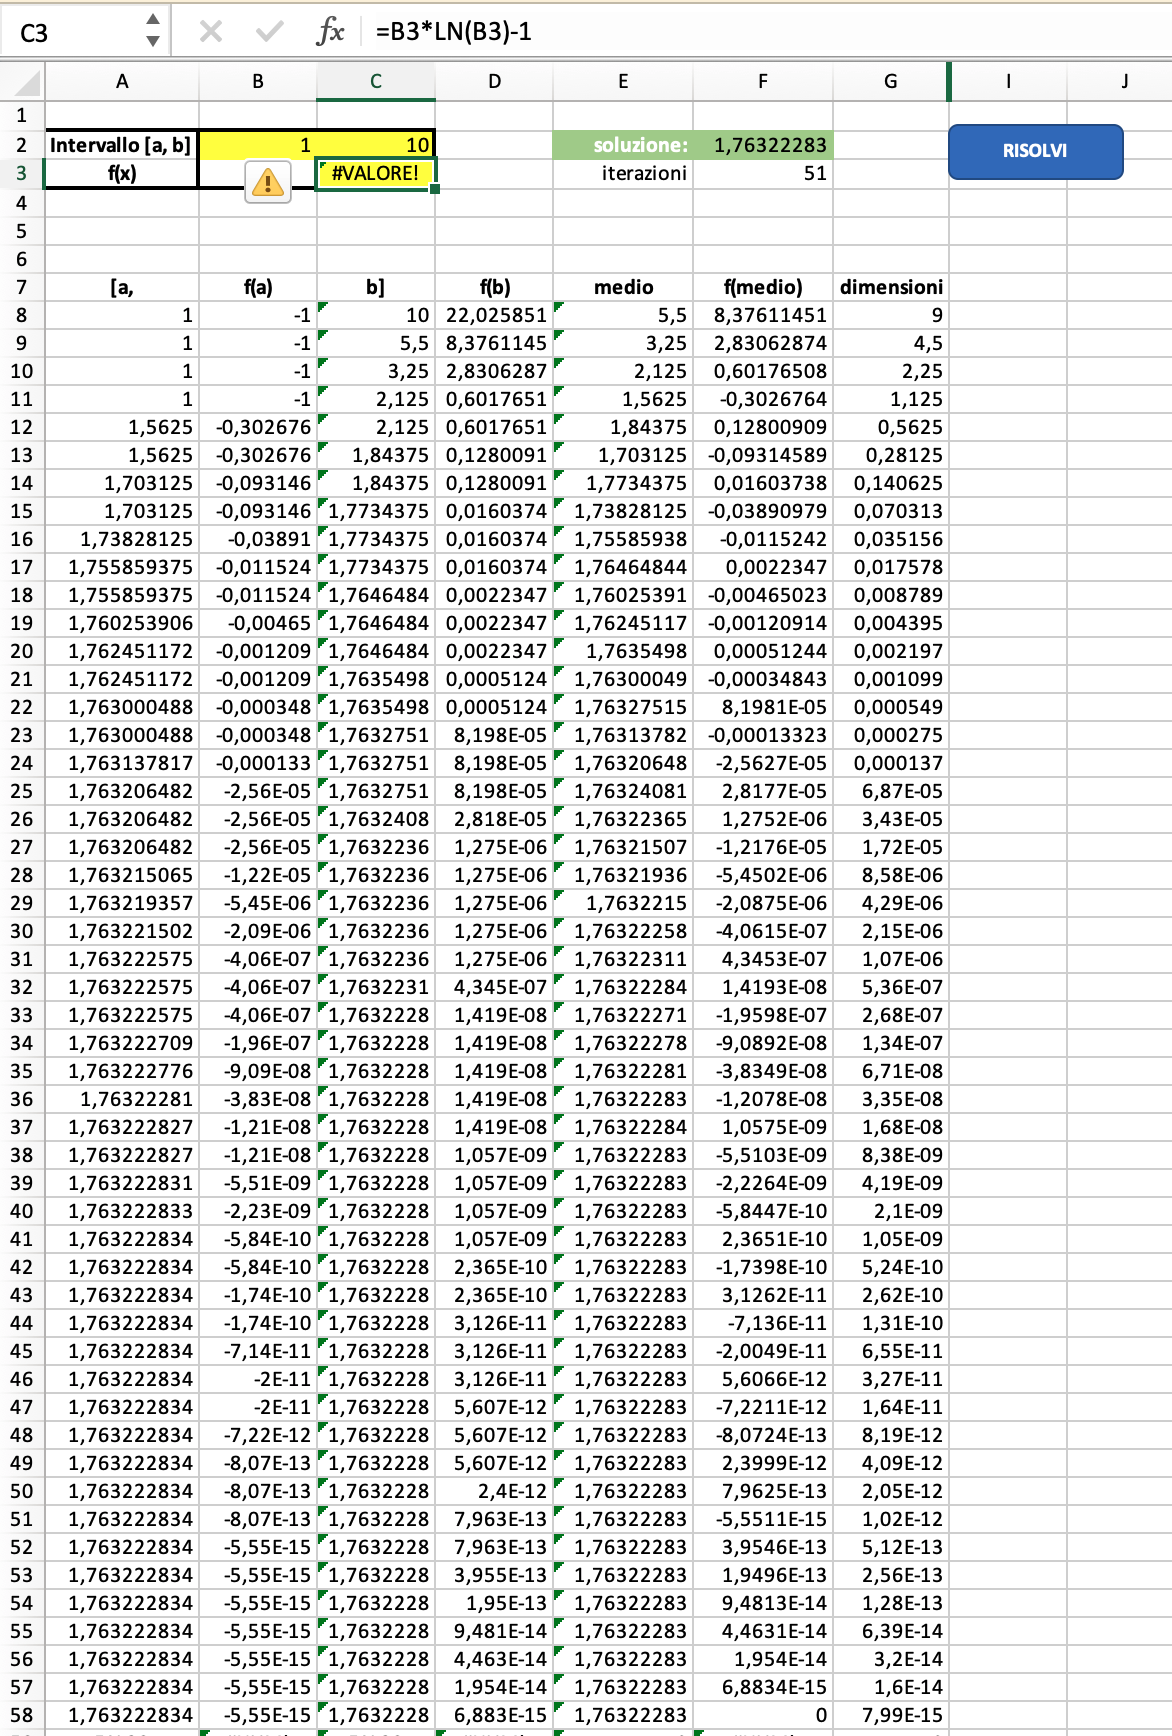 C3 fx =B3*LN(B3)-1
A B C D E F G I J
1
2 Intervallo [a, b] 1 10 soluzione: 1,76322283 RISOLVI
3 f(x) #VALORE! iterazioni 51
4
5
6
7 [a, f(a) b] f(b) medio f(medio) dimensioni
8 1 -1 10 22,025851 5,5 8,37611451 9
9 1 -1 5,5 8,3761145 3,25 2,83062874 4,5
10 1 -1 3,25 2,8306287 2,125 0,60176508 2,25
11 1 -1 2,125 0,6017651 1,5625 -0,3026764 1,125
12 1,5625 -0,302676 2,125 0,6017651 1,84375 0,12800909 0,5625
13 1,5625 -0,302676 1,84375 0,1280091 1,703125 -0,09314589 0,28125
14 1,703125 -0,093146 1,84375 0,1280091 1,7734375 0,01603738 0,140625
15 1,703125 -0,093146 1,7734375 0,0160374 1,73828125 -0,03890979 0,070313
16 1,73828125 -0,03891 1,7734375 0,0160374 1,75585938 -0,0115242 0,035156
17 1,755859375 -0,011524 1,7734375 0,0160374 1,76464844 0,0022347 0,017578
18 1,755859375 -0,011524 1,7646484 0,0022347 1,76025391 -0,00465023 0,008789
19 1,760253906 -0,00465 1,7646484 0,0022347 1,76245117 -0,00120914 0,004395
20 1,762451172 -0,001209 1,7646484 0,0022347 1,7635498 0,00051244 0,002197
21 1,762451172 -0,001209 1,7635498 0,0005124 1,76300049 -0,00034843 0,001099
22 1,763000488 -0,000348 1,7635498 0,0005124 1,76327515 8,1981E-05 0,000549
23 1,763000488 -0,000348 1,7632751 8,198E-05 1,76313782 -0,00013323 0,000275
24 1,763137817 -0,000133 1,7632751 8,198E-05 1,76320648 -2,5627E-05 0,000137
25 1,763206482 -2,56E-05 1,7632751 8,198E-05 1,76324081 2,8177E-05 6,87E-05
26 1,763206482 -2,56E-05 1,7632408 2,818E-05 1,76322365 1,2752E-06 3,43E-05
27 1,763206482 -2,56E-05 1,7632236 1,275E-06 1,76321507 -1,2176E-05 1,72E-05
28 1,763215065 -1,22E-05 1,7632236 1,275E-06 1,76321936 -5,4502E-06 8,58E-06
29 1,763219357 -5,45E-06 1,7632236 1,275E-06 1,7632215 -2,0875E-06 4,29E-06
30 1,763221502 -2,09E-06 1,7632236 1,275E-06 1,76322258 -4,0615E-07 2,15E-06
31 1,763222575 -4,06E-07 1,7632236 1,275E-06 1,76322311 4,3453E-07 1,07E-06
32 1,763222575 -4,06E-07 1,7632231 4,345E-07 1,76322284 1,4193E-08 5,36E-07
33 1,763222575 -4,06E-07 1,7632228 1,419E-08 1,76322271 -1,9598E-07 2,68E-07
34 1,763222709 -1,96E-07 1,7632228 1,419E-08 1,76322278 -9,0892E-08 1,34E-07
35 1,763222776 -9,09E-08 1,7632228 1,419E-08 1,76322281 -3,8349E-08 6,71E-08
36 1,76322281 -3,83E-08 1,7632228 1,419E-08 1,76322283 -1,2078E-08 3,35E-08
37 1,763222827 -1,21E-08 1,7632228 1,419E-08 1,76322284 1,0575E-09 1,68E-08
38 1,763222827 -1,21E-08 1,7632228 1,057E-09 1,76322283 -5,5103E-09 8,38E-09
39 1,763222831 -5,51E-09 1,7632228 1,057E-09 1,76322283 -2,2264E-09 4,19E-09
40 1,763222833 -2,23E-09 1,7632228 1,057E-09 1,76322283 -5,8447E-10 2,1E-09
41 1,763222834 -5,84E-10 1,7632228 1,057E-09 1,76322283 2,3651E-10 1,05E-09
42 1,763222834 -5,84E-10 1,7632228 2,365E-10 1,76322283 -1,7398E-10 5,24E-10
43 1,763222834 -1,74E-10 1,7632228 2,365E-10 1,76322283 3,1262E-11 2,62E-10
44 1,763222834 -1,74E-10 1,7632228 3,126E-11 1,76322283 -7,136E-11 1,31E-10
45 1,763222834 -7,14E-11 1,7632228 3,126E-11 1,76322283 -2,0049E-11 6,55E-11
46 1,763222834 -2E-11 1,7632228 3,126E-11 1,76322283 5,6066E-12 3,27E-11
47 1,763222834 -2E-11 1,7632228 5,607E-12 1,76322283 -7,2211E-12 1,64E-11
48 1,763222834 -7,22E-12 1,7632228 5,607E-12 1,76322283 -8,0724E-13 8,19E-12
49 1,763222834 -8,07E-13 1,7632228 5,607E-12 1,76322283 2,3999E-12 4,09E-12
50 1,763222834 -8,07E-13 1,7632228 2,4E-12 1,76322283 7,9625E-13 2,05E-12
51 1,763222834 -8,07E-13 1,7632228 7,963E-13 1,76322283 -5,5511E-15 1,02E-12
52 1,763222834 -5,55E-15 1,7632228 7,963E-13 1,76322283 3,9546E-13 5,12E-13
53 1,763222834 -5,55E-15 1,7632228 3,955E-13 1,76322283 1,9496E-13 2,56E-13
54 1,763222834 -5,55E-15 1,7632228 1,95E-13 1,76322283 9,4813E-14 1,28E-13
55 1,763222834 -5,55E-15 1,7632228 9,481E-14 1,76322283 4,4631E-14 6,39E-14
56 1,763222834 -5,55E-15 1,7632228 4,463E-14 1,76322283 1,954E-14 3,2E-14
57 1,763222834 -5,55E-15 1,7632228 1,954E-14 1,76322283 6,8834E-15 1,6E-14
58 1,763222834 -5,55E-15 1,7632228 6,883E-15 1,76322283 0 7,99E-15